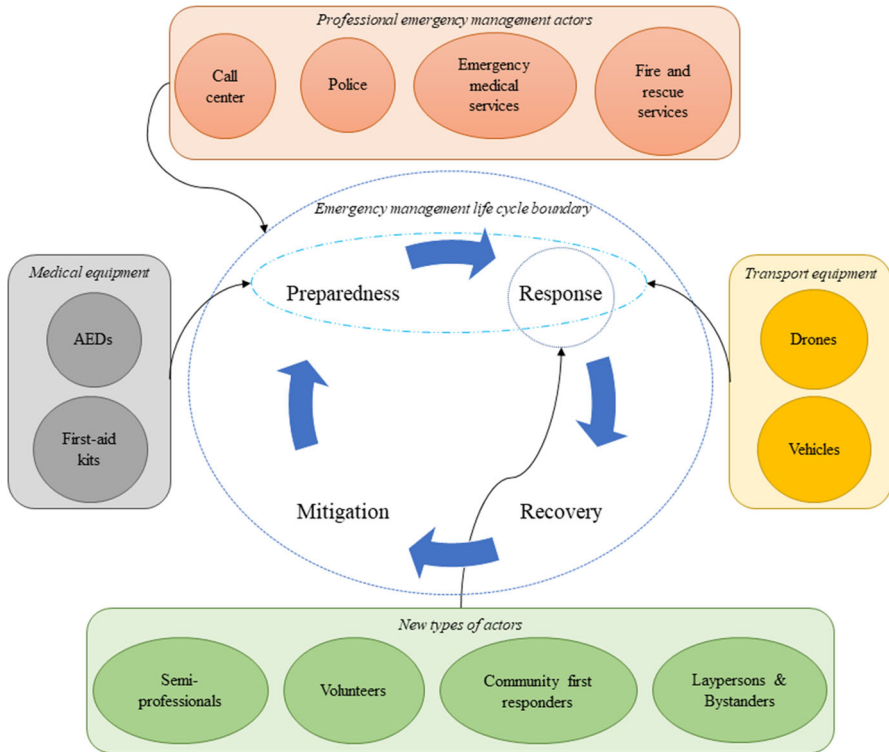 Professional emergency management actors
Call
center
Police
Emergency
medical
services
Fire and
rescue
services
Emergency management life cycle boundary
Medical equipment
AEDs
First-aid
kits
Preparedness
Response
Transport equipment
Drones
Vehicles
Mitigation
Recovery
New types of actors
Semi-
professionals
Volunteers
Community first
responders
Laypersons &
Bystanders